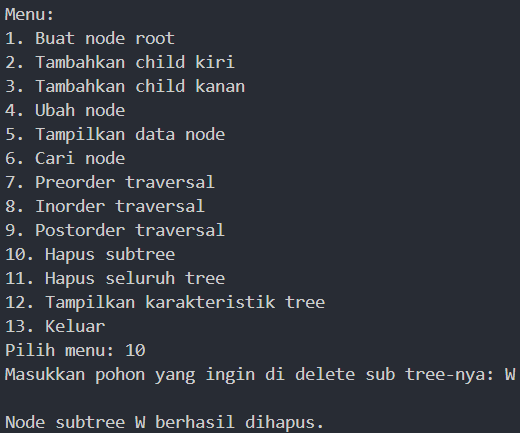 Menu:
1. Buat node root
2. Tambahkan child kiri
3. Tambahkan child kanan
4. Ubah node
5. Tampilkan data node
6. Cari node
7. Preorder traversal
8. Inorder traversal
9. Postorder traversal
10. Hapus subtree
11. Hapus seluruh tree
12. Tampilkan karakteristik tree
13. Keluar
Pilih menu: 10
Masukkan pohon yang ingin di delete sub tree-nya: W
Node subtree W berhasil dihapus.